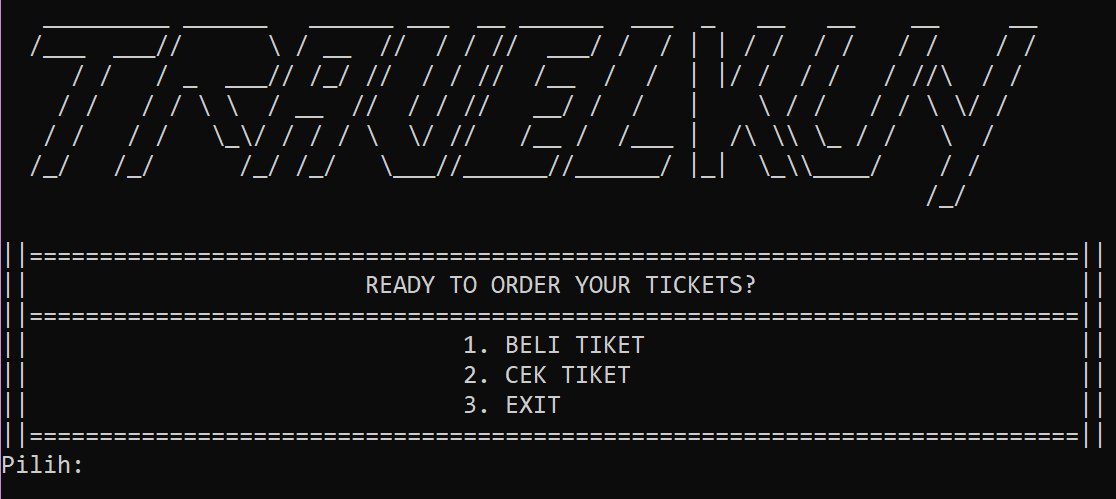 TRAVELKUY
READY TO ORDER YOUR TICKETS?
1. BELI TIKET
2. CEK TIKET
3. EXIT
Pilih: